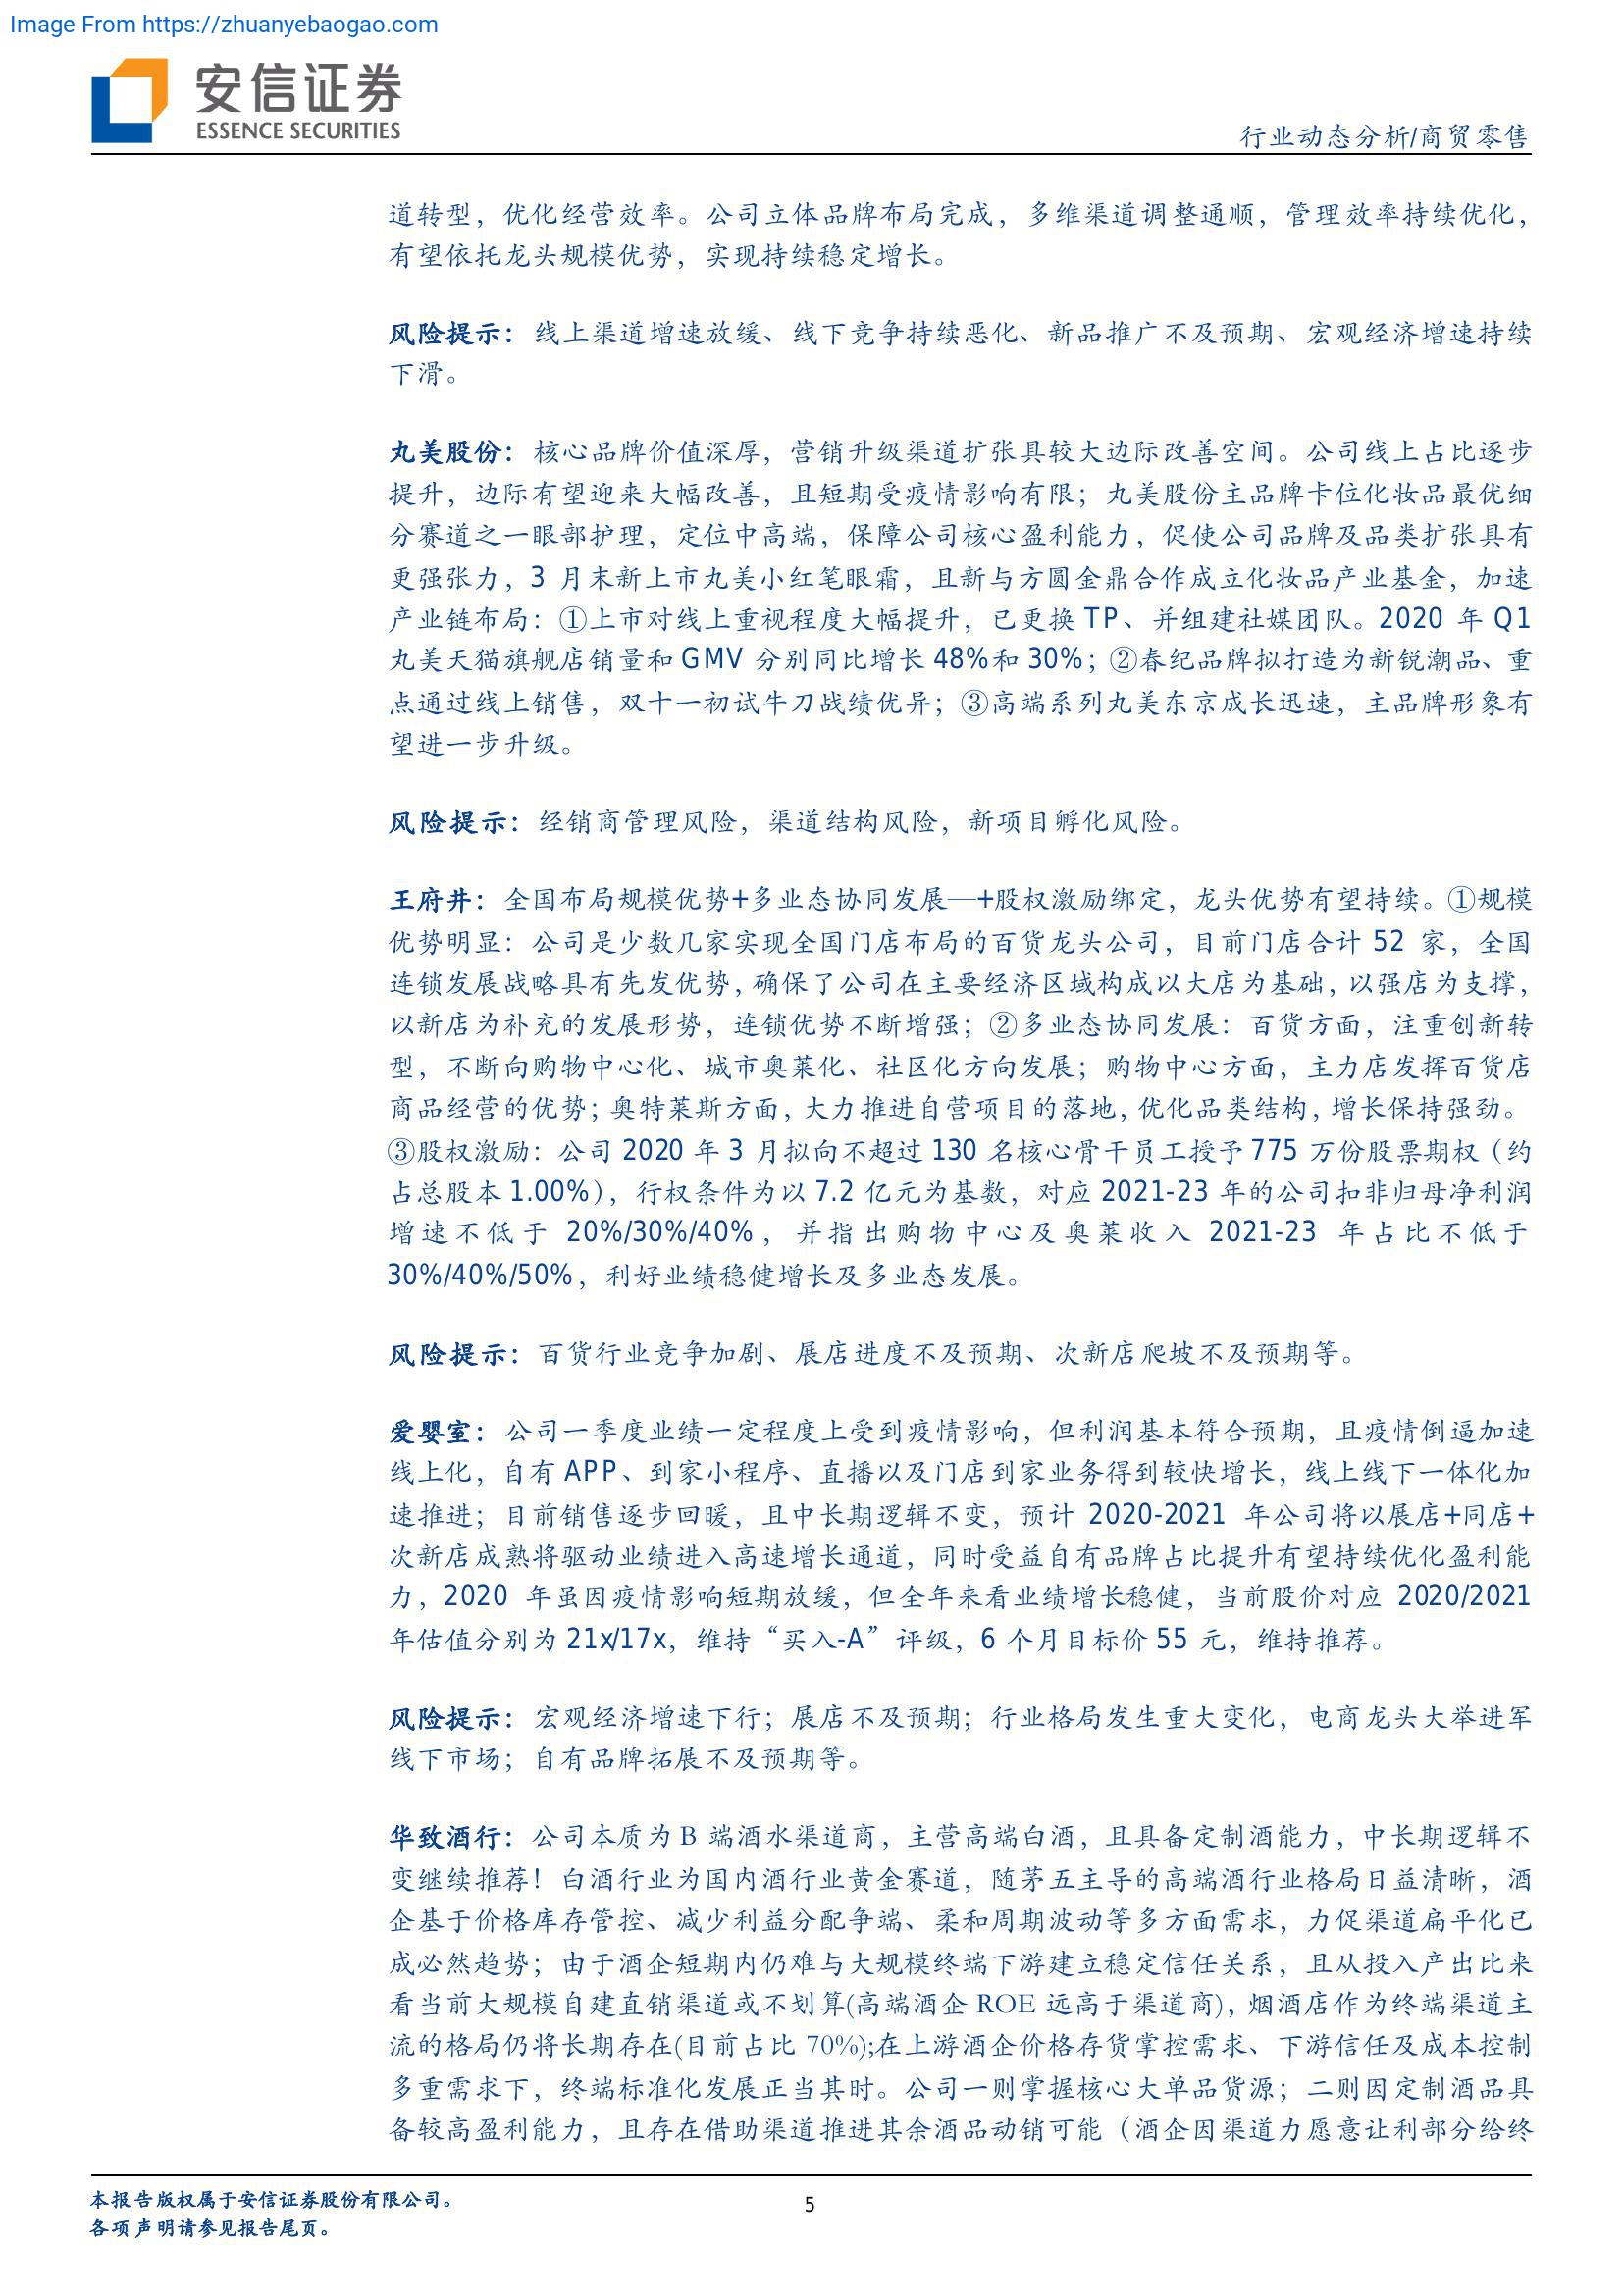 Image From https://zhuanyebaogao.com
安信证券
ESSENCE SECURITIES
行业动态分析/商贸零售
道转型，优化经营效率。公司立体品牌布局完成，多维渠道调整通顺，管理效率持续优化，
有望依托龙头规模优势，实现持续稳定增长。
风险提示：线上渠道增速放缓、线下竞争持续恶化、新品推广不及预期、宏观经济增速持续
下滑。
丸美股份：核心品牌价值深厚，营销升级渠道扩张具较大边际改善空间。公司线上占比逐步
提升，边际有望迎来大幅改善，且短期受疫情影响有限；丸美股份主品牌卡位化妆品最优细
分赛道之一眼部护理，定位中高端，保障公司核心盈利能力，促使公司品牌及品类扩张具有
更强张力，3 月末新上市丸美小红笔眼霜，且新与方圆金鼎合作成立化妆品产业基金，加速
产业链布局：①上市对线上重视程度大幅提升，已更换 TP、并组建社媒团队。2020 年 Q1
丸美天猫旗舰店销量和 GMV 分别同比增长 48%和 30%；②春纪品牌拟打造为新锐潮品、重
点通过线上销售，双十一初试牛刀战绩优异；③高端系列丸美东京成长迅速，主品牌形象有
望进一步升级。
风险提示：经销商管理风险，渠道结构风险，新项目孵化风险。
王府井：全国布局规模优势+多业态协同发展—+股权激励绑定，龙头优势有望持续。①规模
优势明显：公司是少数几家实现全国门店布局的百货龙头公司，目前门店合计 52 家，全国
连锁发展战略具有先发优势，确保了公司在主要经济区域构成以大店为基础，以强店为支撑，
以新店为补充的发展形势，连锁优势不断增强；②多业态协同发展：百货方面，注重创新转
型，不断向购物中心化、城市奥莱化、社区化方向发展；购物中心方面，主力店发挥百货店
商品经营的优势；奥特莱斯方面，大力推进自营项目的落地，优化品类结构，增长保持强劲。
③股权激励：公司 2020 年 3 月拟向不超过 130 名核心骨干员工授予 775 万份股票期权（约
占总股本 1.00%），行权条件为以 7.2 亿元为基数，对应 2021-23 年的公司扣非归母净利润
增速不低于 20%/30%/40%，并指出购物中心及奥莱收入 2021-23 年占比不低于
30%/40%/50%，利好业绩稳健增长及多业态发展。
风险提示：百货行业竞争加剧、展店进度不及预期、次新店爬坡不及预期等。
爱婴室：公司一季度业绩一定程度上受到疫情影响，但利润基本符合预期，且疫情倒逼加速
线上化，自有 APP、到家小程序、直播以及门店到家业务得到较快增长，线上线下一体化加
速推进；目前销售逐步回暖，且中长期逻辑不变，预计 2020-2021 年公司将以展店+同店+
次新店成熟将驱动业绩进入高速增长通道，同时受益自有品牌占比提升有望持续优化盈利能
力，2020 年虽因疫情影响短期放缓，但全年来看业绩增长稳健，当前股价对应 2020/2021
年估值分别为 21x/17x，维持“买入-A”评级，6 个月目标价 55 元，维持推荐。
风险提示：宏观经济增速下行；展店不及预期；行业格局发生重大变化，电商龙头大举进军
线下市场；自有品牌拓展不及预期等。
华致酒行：公司本质为 B 端酒水渠道商，主营高端白酒，且具备定制酒能力，中长期逻辑不
变继续推荐！白酒行业为国内酒行业黄金赛道，随茅五主导的高端酒行业格局日益清晰，酒
企基于价格库存管控、减少利益分配争端、柔和周期波动等多方面需求，力促渠道扁平化已
成必然趋势；由于酒企短期内仍难与大规模终端下游建立稳定信任关系，且从投入产出比来
看当前大规模自建直销渠道或不划算(高端酒企 ROE 远高于渠道商)，烟酒店作为终端渠道主
流的格局仍将长期存在(目前占比 70%);在上游酒企价格存货掌控需求、下游信任及成本控制
多重需求下，终端标准化发展正当其时。公司一则掌握核心大单品货源；二则因定制酒品具
备较高盈利能力，且存在借助渠道推进其余酒品动销可能（酒企因渠道力愿意让利部分给终
本报告版权属于安信证券股份有限公司。
各项声明请参见报告尾页。
5